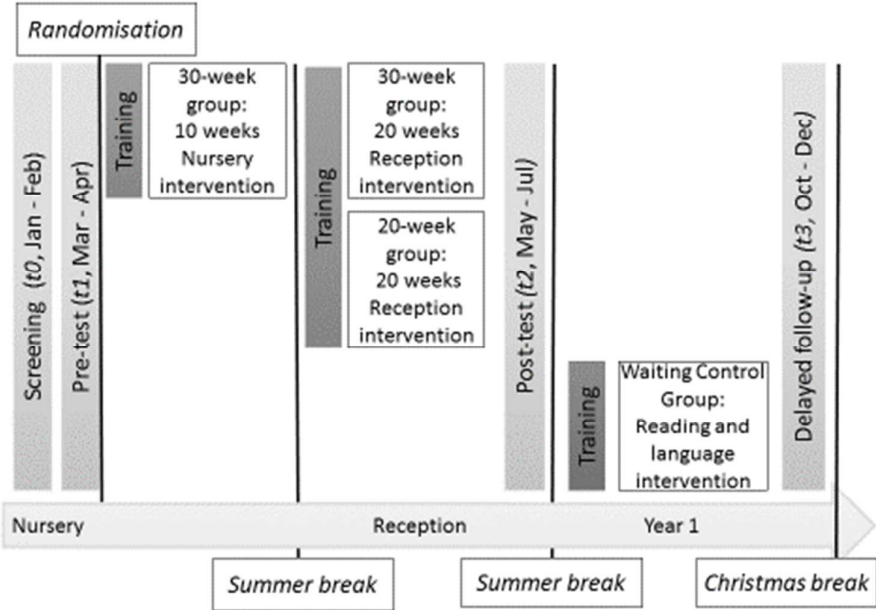 Randomisation
Screening (t0, Jan - Feb)
Pre-test (t1, Mar - Apr)
Training
30-week
group:
10 weeks
Nursery
intervention
Training
30-week
group:
20 weeks
Reception
intervention
20-week
group:
20 weeks
Reception
intervention
Post-test (t2, May - Jul)
Training
Waiting Control
Group:
Reading and
language
intervention
Delayed follow-up (t3, Oct - Dec)
Nursery
Reception
Year 1
Summer break
Summer break
Christmas break